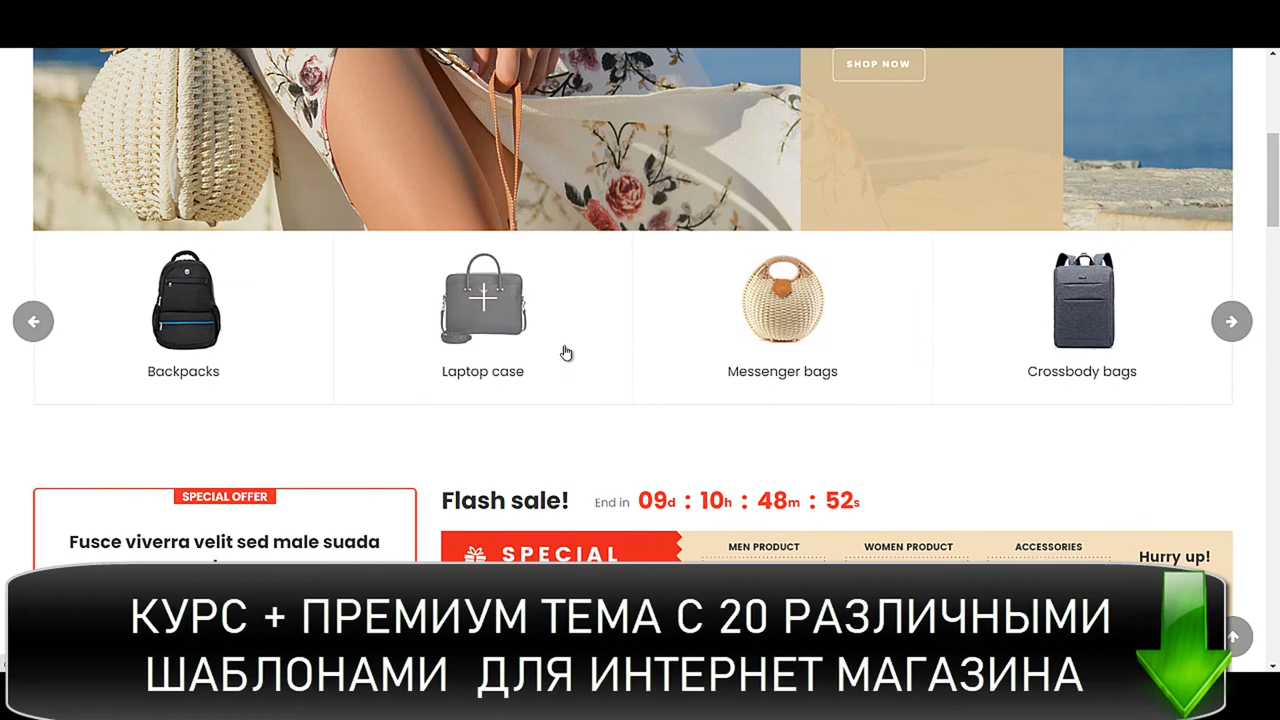 SHOP NOW
Backpacks
Laptop case
Messenger bags
Crossbody bags
SPECIAL OFFER
Fusce viverra velit sed male suada
Flash sale! End in 09d : 10h : 48m : 52s
SPECIAL
MEN PRODUCT WOMEN PRODUCT ACCESSORIES
Hurry up!
КУРС + ПРЕМИУМ ТЕМА С 20 РАЗЛИЧНЫМИ
ШАБЛОНАМИ ДЛЯ ИНТЕРНЕТ МАГАЗИНА